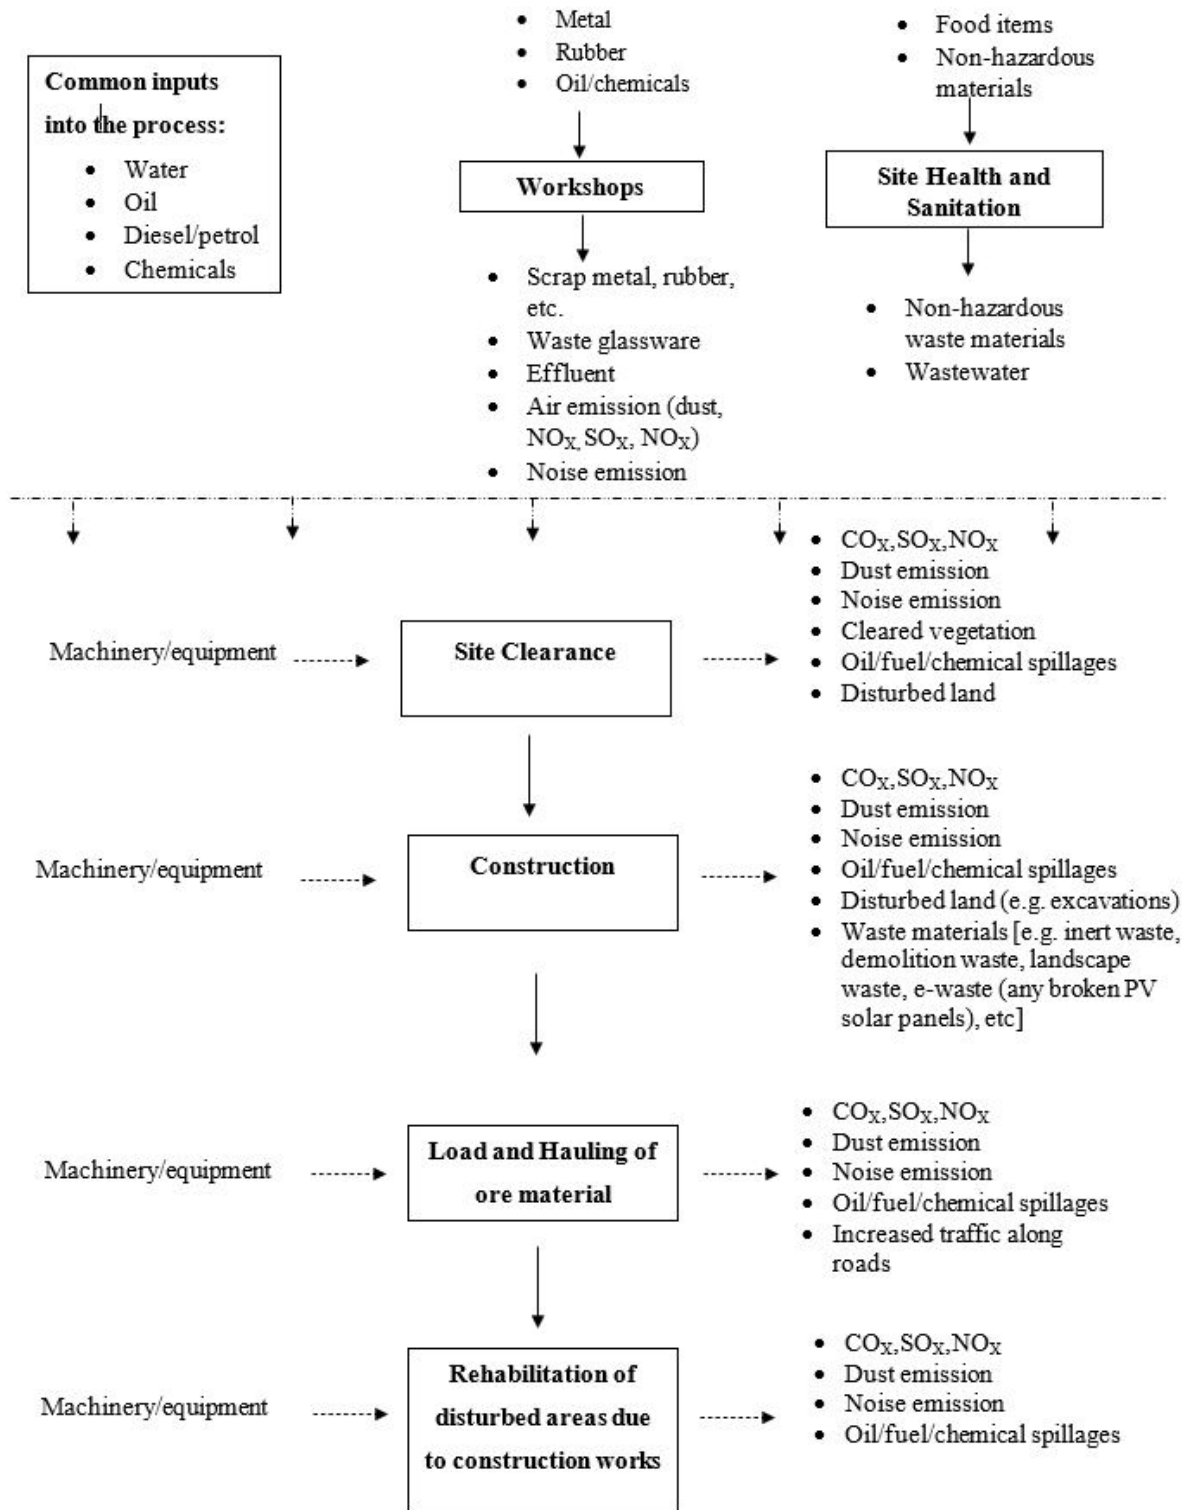 Common inputs
into the process:
• Water
• Oil
• Diesel/petrol
• Chemicals
• Metal
• Rubber
• Oil/chemicals
Workshops
• Scrap metal, rubber,
etc.
• Waste glassware
• Effluent
• Air emission (dust,
NOX, SOX, NOX)
• Noise emission
• Food items
• Non-hazardous
materials
Site Health and
Sanitation
• Non-hazardous
waste materials
• Wastewater
Machinery/equipment
Site Clearance
• COX,SOX,NOX
• Dust emission
• Noise emission
• Cleared vegetation
• Oil/fuel/chemical spillages
• Disturbed land
Machinery/equipment
Construction
• COX,SOX,NOX
• Dust emission
• Noise emission
• Oil/fuel/chemical spillages
• Disturbed land (e.g. excavations)
• Waste materials [e.g. inert waste,
demolition waste, landscape
waste, e-waste (any broken PV
solar panels), etc]
Machinery/equipment
Load and Hauling of
ore material
• COX,SOX,NOX
• Dust emission
• Noise emission
• Oil/fuel/chemical spillages
• Increased traffic along
roads
Machinery/equipment
Rehabilitation of
disturbed areas due
to construction works
• COX,SOX,NOX
• Dust emission
• Noise emission
• Oil/fuel/chemical spillages